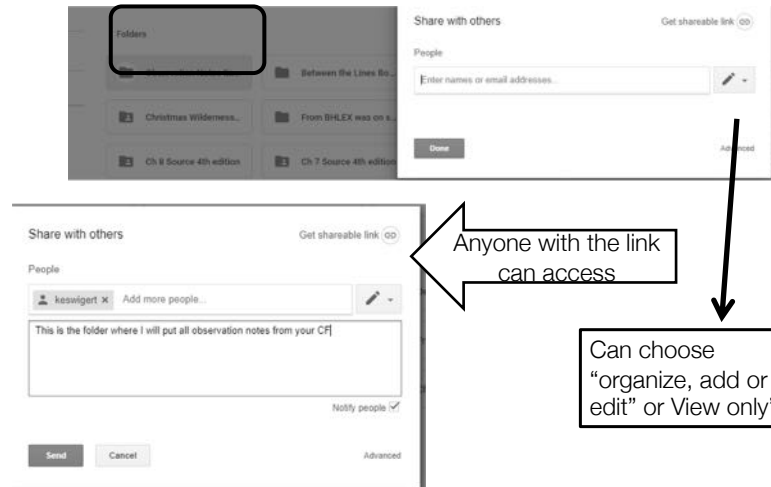 Folders
Observation Notes
Between the Lines Bo...
Christmas Wilderness...
From BHLEX was on s...
Ch 8 Source 4th edition
Ch 7 Source 4th edition
Share with others
Get shareable link
People
Enter names or email addresses...
Done
Advanced
Share with others
Get shareable link
People
keswigert × Add more people...
This is the folder where I will put all observation notes from your CF
Notify people
Send
Cancel
Advanced
Anyone with the link
can access
Can choose
“organize, add or
edit” or View only”